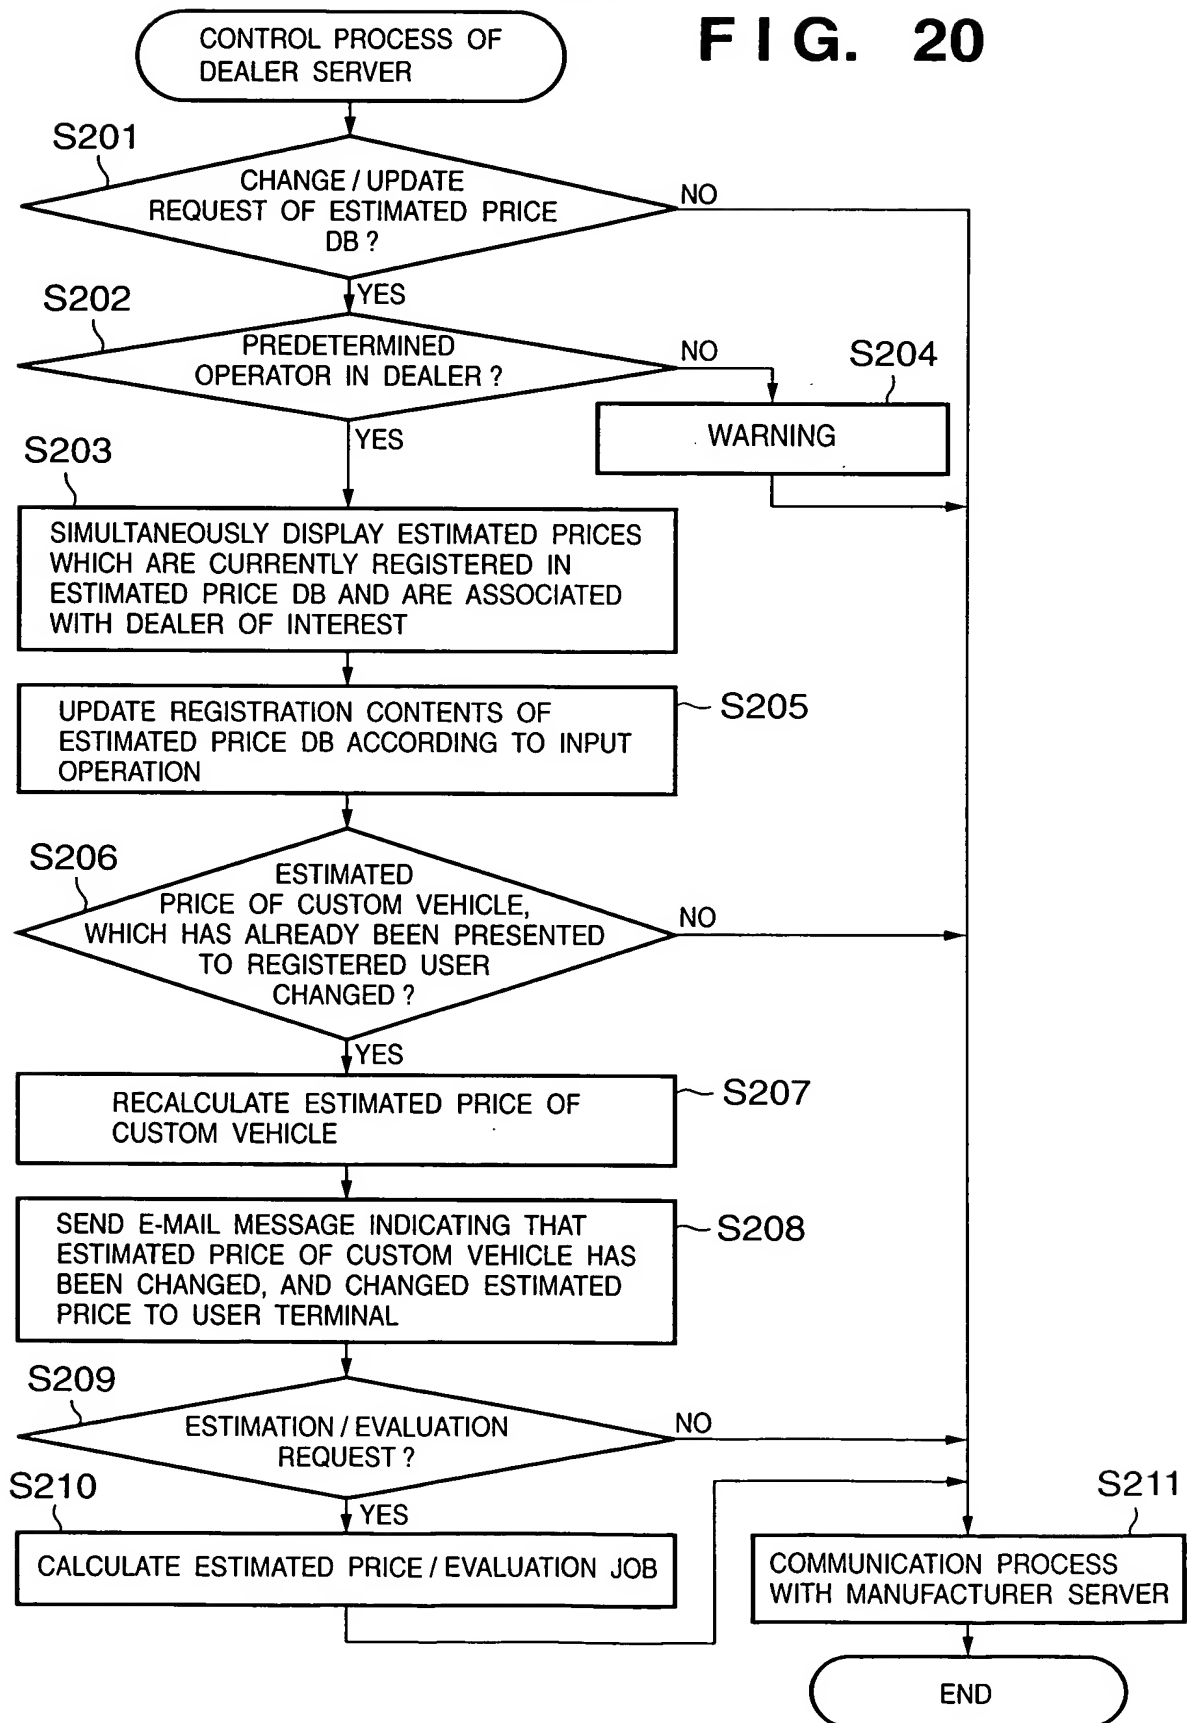 FIG. 20
CONTROL PROCESS OF
DEALER SERVER
S201
CHANGE / UPDATE
REQUEST OF ESTIMATED PRICE
DB ?
NO
YES
S202
PREDETERMINED
OPERATOR IN DEALER ?
NO
S204
WARNING
YES
S203
SIMULTANEOUSLY DISPLAY ESTIMATED PRICES
WHICH ARE CURRENTLY REGISTERED IN
ESTIMATED PRICE DB AND ARE ASSOCIATED
WITH DEALER OF INTEREST
S205
UPDATE REGISTRATION CONTENTS OF
ESTIMATED PRICE DB ACCORDING TO INPUT
OPERATION
S206
ESTIMATED
PRICE OF CUSTOM VEHICLE,
WHICH HAS ALREADY BEEN PRESENTED
TO REGISTERED USER
CHANGED ?
NO
YES
S207
RECALCULATE ESTIMATED PRICE OF
CUSTOM VEHICLE
S208
SEND E-MAIL MESSAGE INDICATING THAT
ESTIMATED PRICE OF CUSTOM VEHICLE HAS
BEEN CHANGED, AND CHANGED ESTIMATED
PRICE TO USER TERMINAL
S209
ESTIMATION / EVALUATION
REQUEST ?
NO
YES
S210
CALCULATE ESTIMATED PRICE / EVALUATION JOB
S211
COMMUNICATION PROCESS
WITH MANUFACTURER SERVER
END